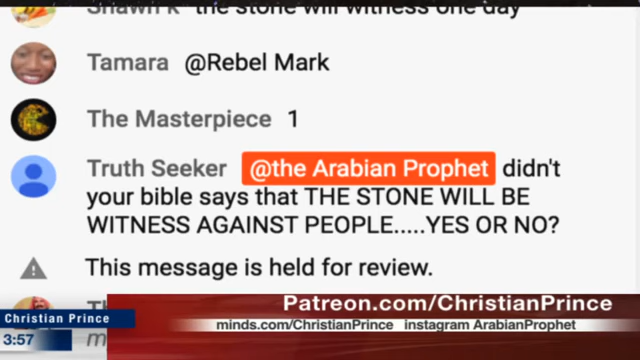 the stone will witness one day
Tamara @Rebel Mark
The Masterpiece 1
Truth Seeker @the Arabian Prophet didn't
your bible says that THE STONE WILL BE
WITNESS AGAINST PEOPLE.....YES OR NO?
This message is held for review.
Patreon.com/ChristianPrince
Christian Prince
minds.com/ChristianPrince instagram ArabianProphet
3:57